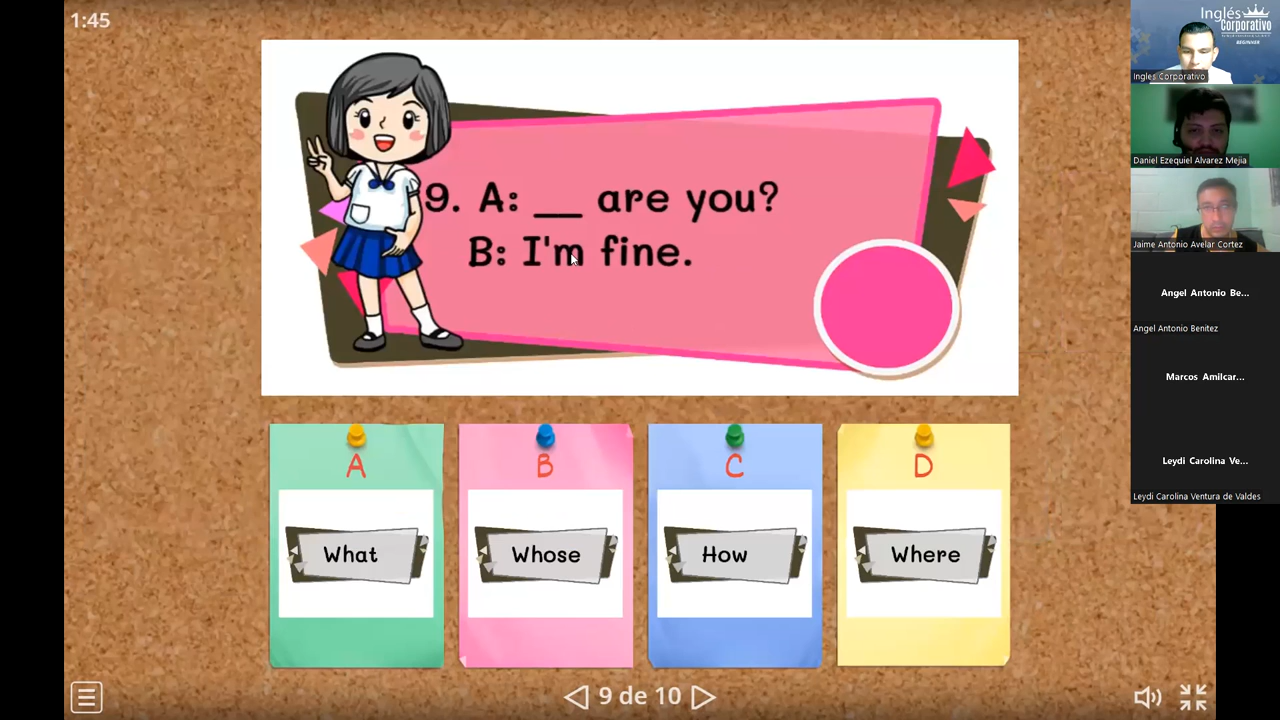 1:45
9. A: __ are you?
B: I'm fine.
A
B
C
D
What
Whose
How
Where
9 de 10
Inglés
Corporativo
BEGINNER
Ingles Corporativo
Daniel Ezequiel Alvarez Mejia
Jaime Antonio Avelar Cortez
Angel Antonio Be...
Angel Antonio Benitez
Marcos Amilcar...
Leydi Carolina Ve...
Leydi Carolina Ventura de Valdes